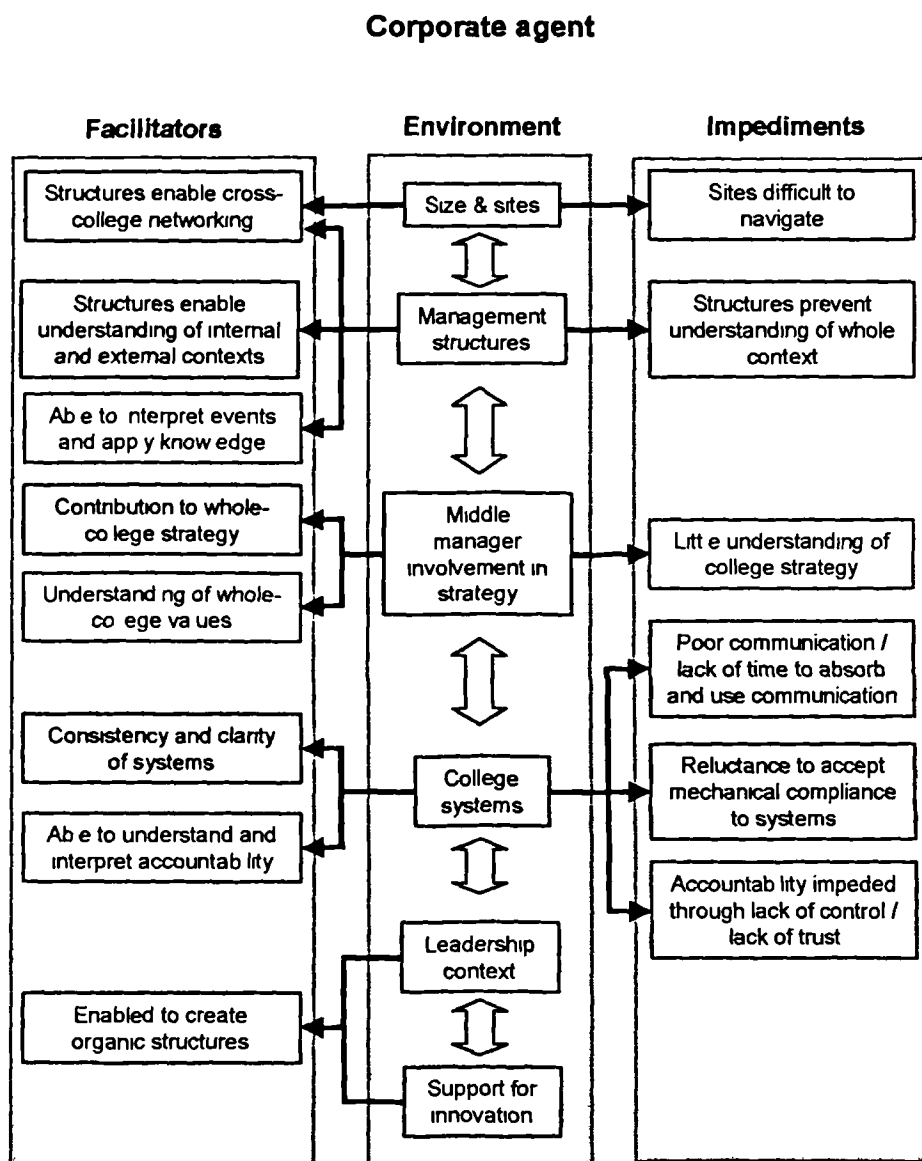 Corporate agent
Facilitators
Structures enable cross-
college networking
Structures enable
understanding of internal
and external contexts
Ab e to nterpret events
and app y know edge
Contribution to whole-
co lege strategy
Understand ng of whole-
co ege va ues
Consistency and clarity
of systems
Ab e to understand and
interpret accountab lity
Enabled to create
organic structures
Environment
Size & sites
Management
structures
Middle
manager
involvement in
strategy
College
systems
Leadership
context
Support for
innovation
Impediments
Sites difficult to
navigate
Structures prevent
understanding of whole
context
Litt e understanding of
college strategy
Poor communication /
lack of time to absorb
and use communication
Reluctance to accept
mechanical compliance
to systems
Accountab lity impeded
through lack of control /
lack of trust